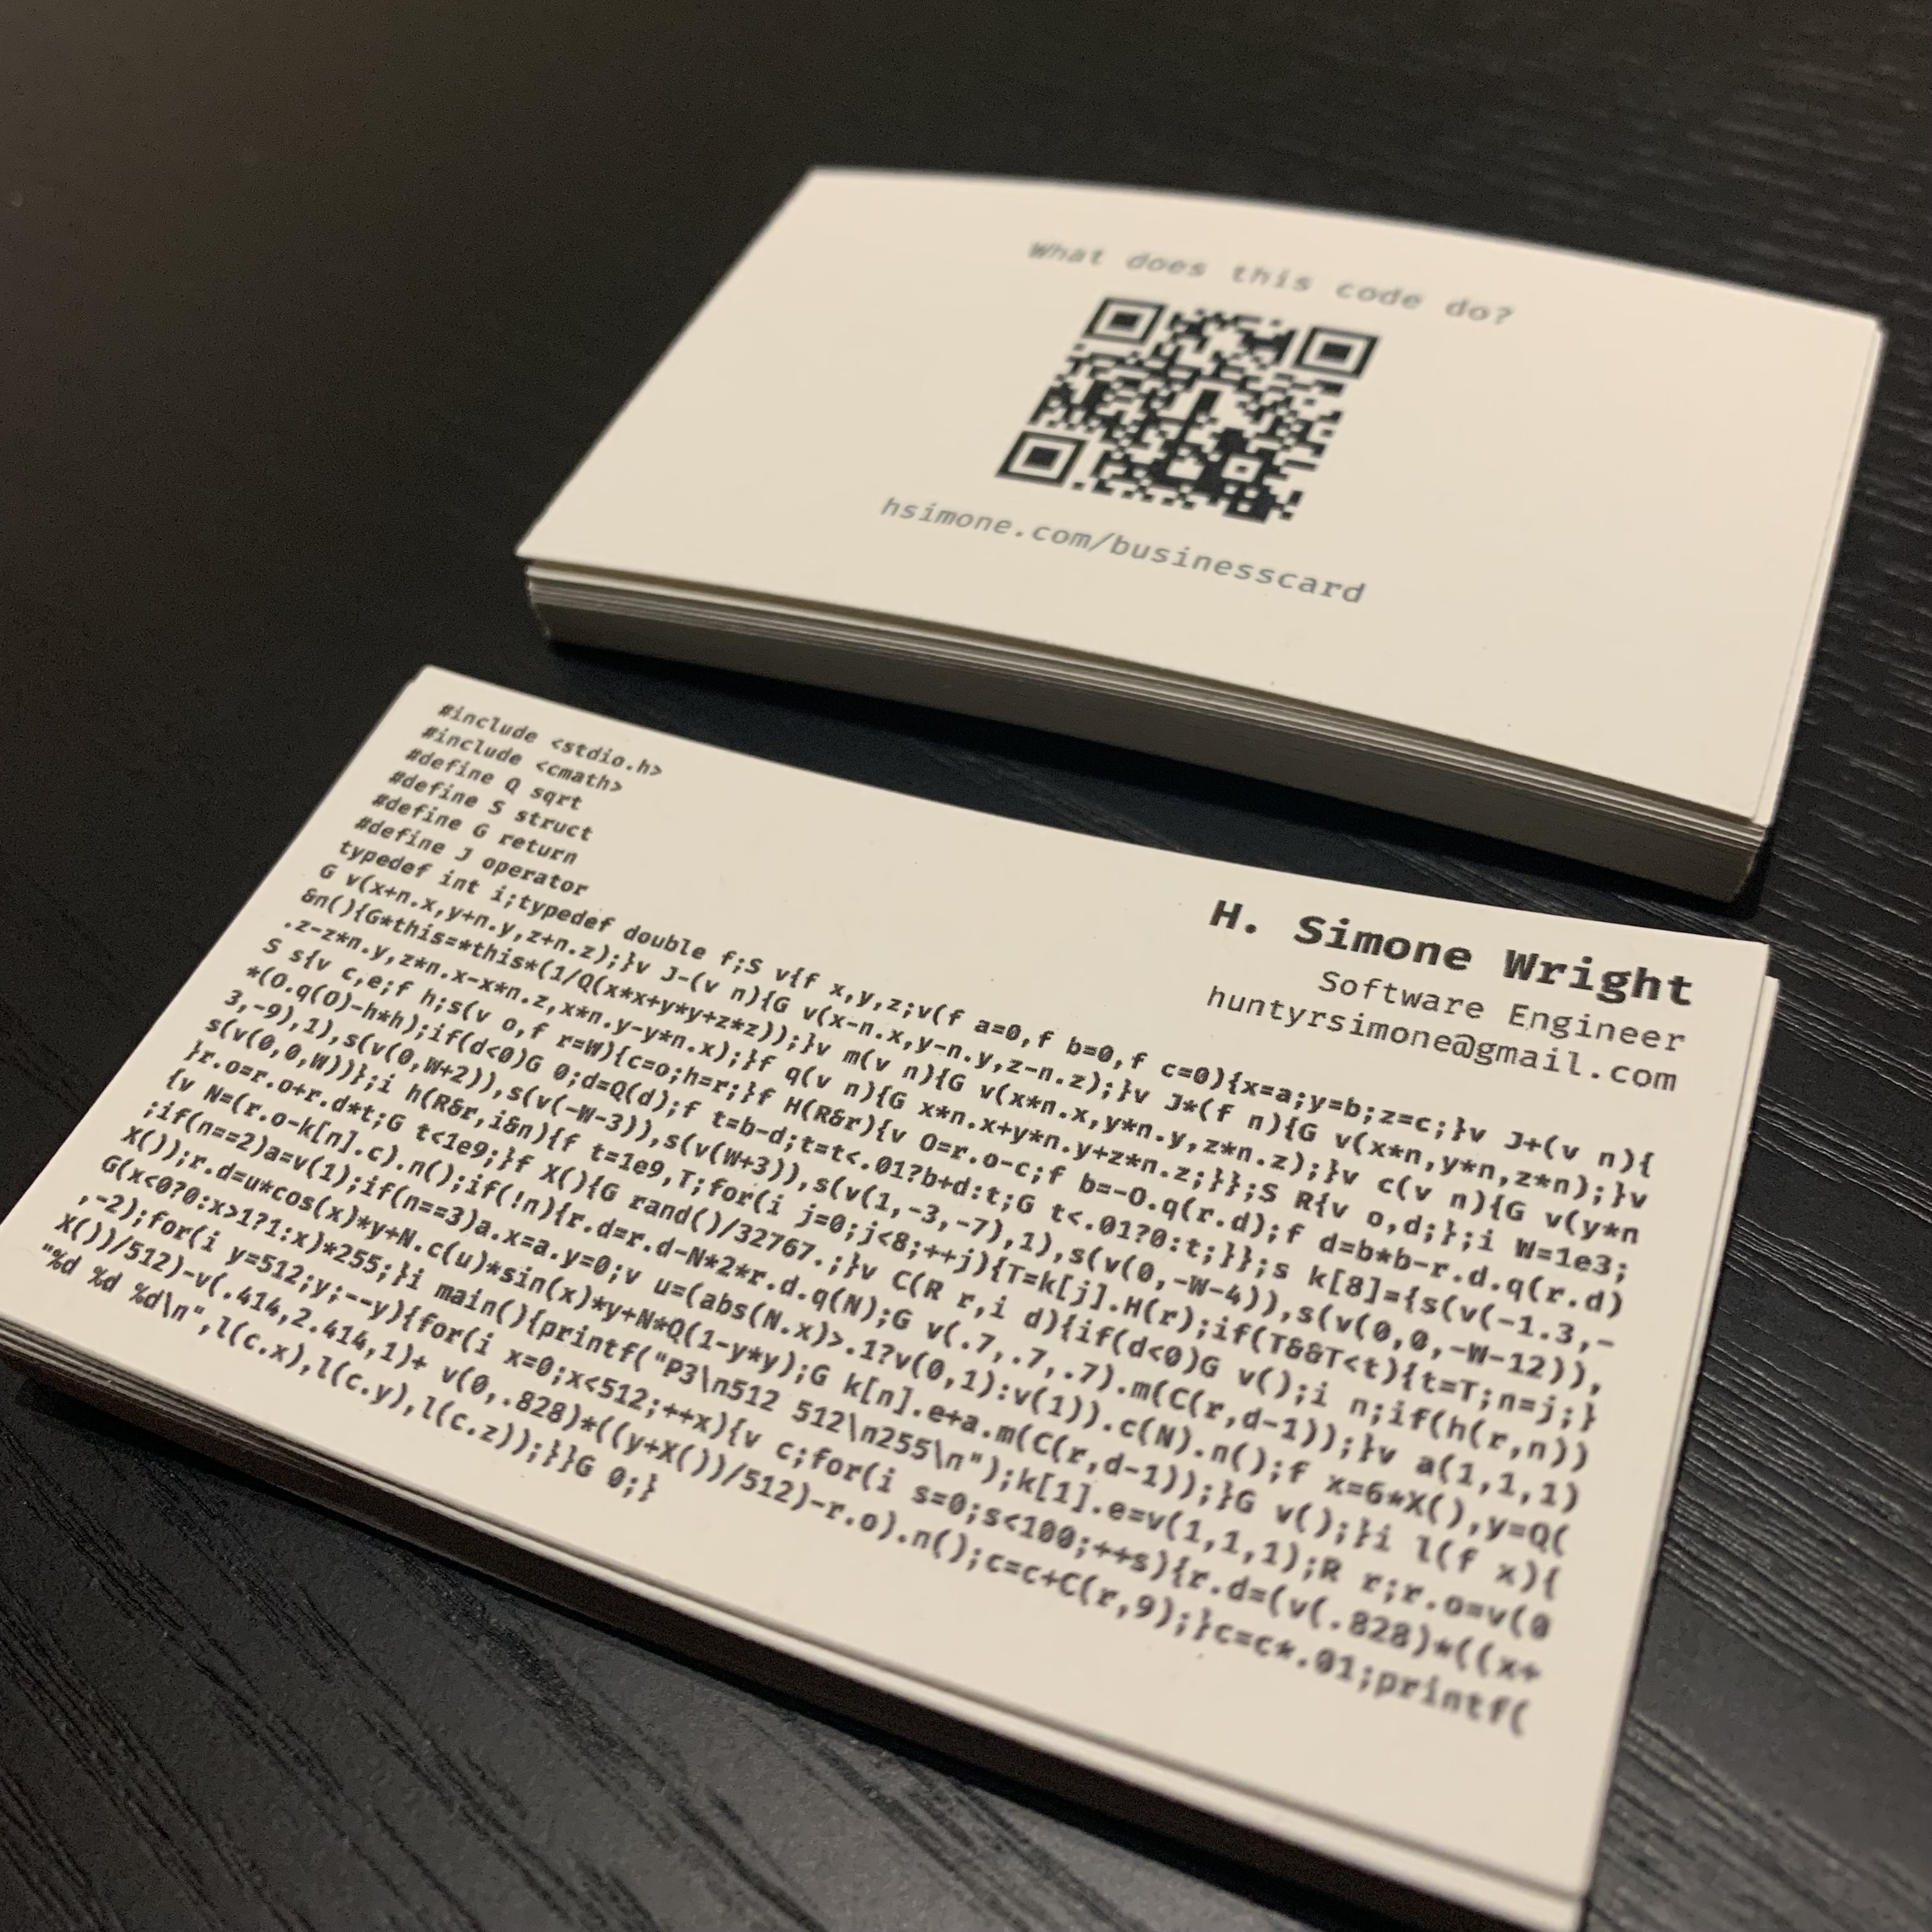 What does this code do?
hsimone.com/businesscard
#include <stdio.h>
#include <cmath>
#define Q sqrt
#define S struct
#define G return
#define J operator
H. Simone Wright
Software Engineer
huntyrsimone@gmail.com
typedef int i;typedef double f;S v{f x,y,z;v(f a=0,f b=0,f c=0){x=a;y=b;z=c;}v J+(v n){
G v(x+n.x,y+n.y,z+n.z);}v J-(v n){G v(x-n.x,y-n.y,z-n.z);}v J*(f n){G v(x*n,y*n,z*n);}v
&n(){G*this=*this*(1/Q(x*x+y*y+z*z));}v m(v n){G v(x*n.x,y*n.y,z*n.z);}v c(v n){G v(y*n
.z-z*n.y,z*n.x-x*n.z,x*n.y-y*n.x);}f q(v n){G x*n.x+y*n.y+z*n.z;}};S R{v o,d;};i W=1e3;
S s{v c,e;f h;s(v o,f r=W){c=o;h=r;}f H(R&r){v O=r.o-c;f b=-O.q(r.d);f d=b*b-r.d.q(r.d)
*(O.q(O)-h*h);if(d<0)G 0;d=Q(d);f t=b-d;t=t<.01?b+d:t;G t<.01?0:t;}};s k[8]={s(v(-1.3,-
3,-9),1),s(v(0,W+2)),s(v(-W-3)),s(v(W+3)),s(v(1,-3,-7),1),s(v(0,-W-4)),s(v(0,0,-W-12)),
s(v(0,0,W))};i h(R&r,i&n){f t=1e9,T;for(i j=0;j<8;++j){T=k[j].H(r);if(T&&T<t){t=T;n=j;}
}r.o=r.o+r.d*t;G t<1e9;}f X(){G rand()/32767.;}v C(R r,i d){if(d<0)G v();i n;if(h(r,n))
{v N=(r.o-k[n].c).n();if(!n){r.d=r.d-N*2*r.d.q(N);G v(.7,.7,.7).m(C(r,d-1));}v a(1,1,1)
;if(n==2)a=v(1);if(n==3)a.x=a.y=0;v u=(abs(N.x)>.1?v(0,1):v(1)).c(N).n();f x=6*X(),y=Q(
X());r.d=u*cos(x)*y+N.c(u)*sin(x)*y+N*Q(1-y*y);G k[n].e+a.m(C(r,d-1));}G v();}i l(f x){
G(x<0?0:x>1?1:x)*255;}i main(){printf("P3\n512 512\n255\n");k[1].e=v(1,1,1);R r;r.o=v(0
,-2);for(i y=512;y;--y){for(i x=0;x<512;++x){v c;for(i s=0;s<100;++s){r.d=(v(.828)*((x+
X())/512)-v(.414,2.414,1)+ v(0,.828)*((y+X())/512)-r.o).n();c=c+C(r,9);}c=c*.01;printf(
"%d %d %d\n",l(c.x),l(c.y),l(c.z));}}G 0;}